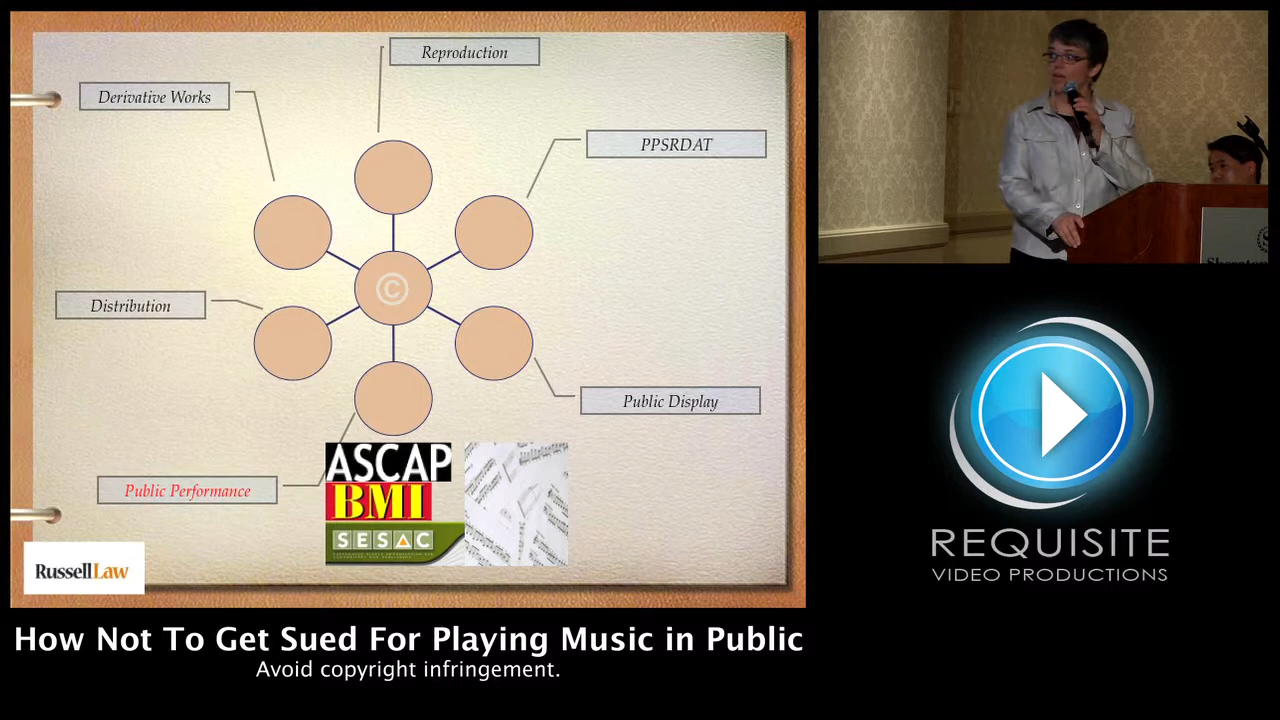 Reproduction
Derivative Works
PPSRDAT
©
Distribution
Public Display
ASCAP
BMI
SESAC
Public Performance
RussellLaw
How Not To Get Sued For Playing Music in Public
Avoid copyright infringement.
REQUISITE
VIDEO PRODUCTIONS